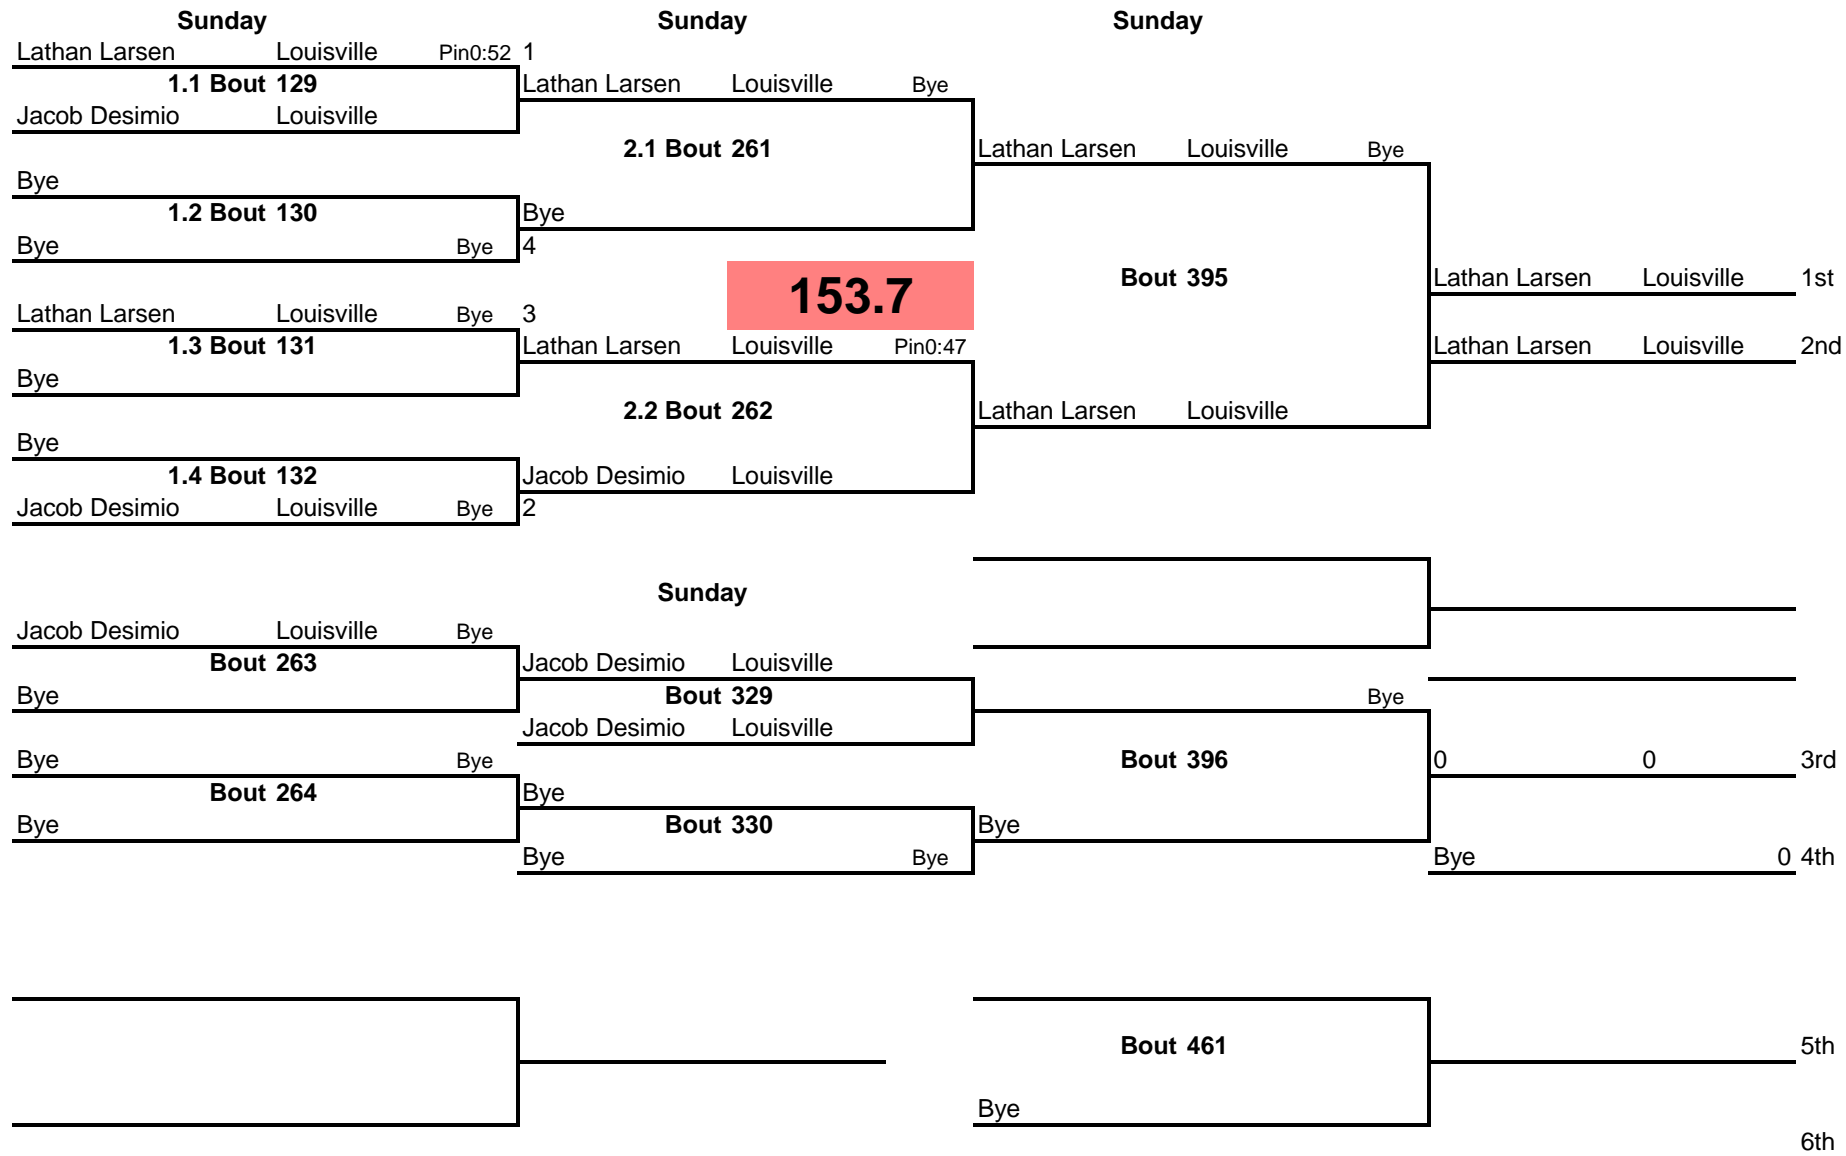 Sunday Sunday Sunday
Lathan Larsen Louisville Pin0:52 1
1.1 Bout 129 Lathan Larsen Louisville Bye
Jacob Desimio Louisville
2.1 Bout 261 Lathan Larsen Louisville Bye
Bye
1.2 Bout 130 Bye
Bye Bye 4
153.7 Bout 395 Lathan Larsen Louisville 1st
Lathan Larsen Louisville Bye 3
1.3 Bout 131 Lathan Larsen Louisville Pin0:47 Lathan Larsen Louisville 2nd
Bye
2.2 Bout 262 Lathan Larsen Louisville
Bye
1.4 Bout 132 Jacob Desimio Louisville
Jacob Desimio Louisville Bye 2
Sunday
Jacob Desimio Louisville Bye
Bout 263 Jacob Desimio Louisville
Bye Bout 329 Bye
Jacob Desimio Louisville
Bye Bye Bout 396 0 0 3rd
Bout 264 Bye
Bye Bout 330 Bye
Bye Bye Bye 0 4th
Bout 461 5th
Bye
6th